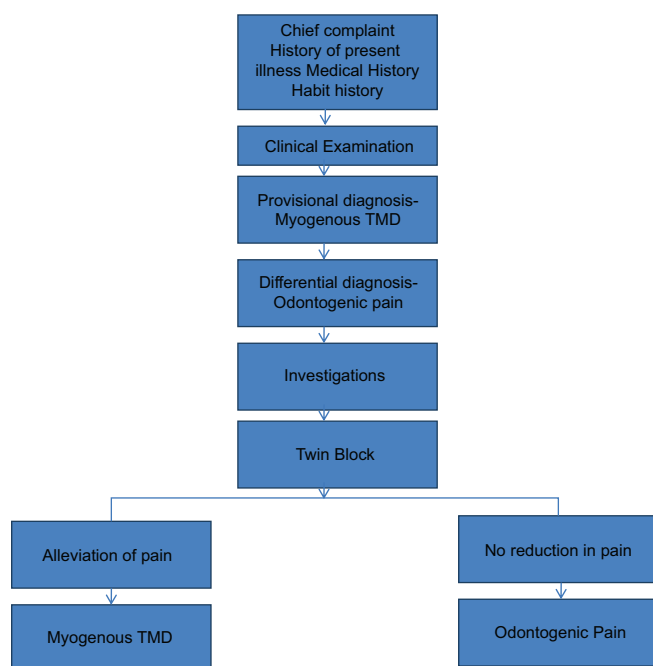 Chief complaint
History of present
illness Medical History
Habit history
Clinical Examination
Provisional diagnosis-
Myogenous TMD
Differential diagnosis-
Odontogenic pain
Investigations
Twin Block
Alleviation of pain
No reduction in pain
Myogenous TMD
Odontogenic Pain